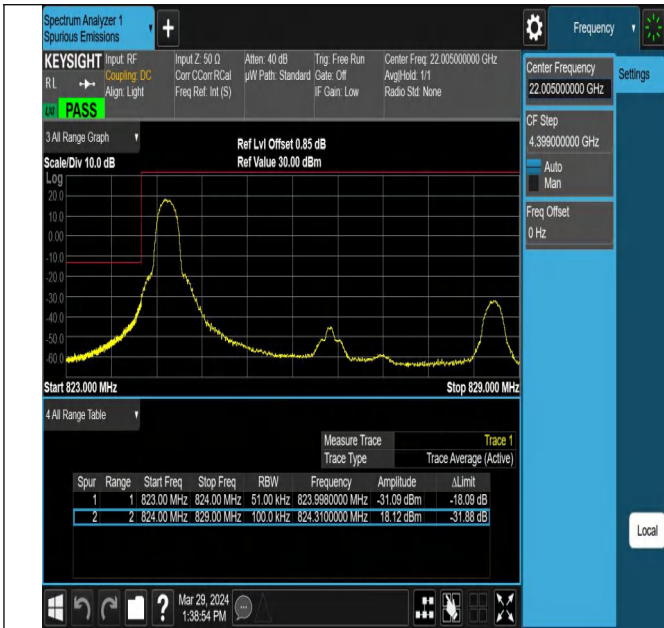 Spectrum Analyzer 1
Spurious Emissions
Frequency
KEYSIGHT
RL
PASS
Input: RF
Coupling: DC
Align: Light
Input Z: 50 Ω
Corr CCorr RCal
Freq Ref: Int (S)
Atten: 40 dB
µW Path: Standard
Trig: Free Run
Gate: Off
IF Gain: Low
Center Freq: 22.005000000 GHz
Avg|Hold: 1/1
Radio Std: None
Center Frequency
22.005000000 GHz
Settings
CF Step
4.399000000 GHz
Auto
Man
Freq Offset
0 Hz
3 All Range Graph
Scale/Div 10.0 dB
Ref Lvl Offset 0.85 dB
Ref Value 30.00 dBm
Log
20.0
10.0
0.00
-10.0
-20.0
-30.0
-40.0
-50.0
-60.0
Start 823.000 MHz
Stop 829.000 MHz
4 All Range Table
Measure Trace Trace 1
Trace Type Trace Average (Active)
Spur Range Start Freq Stop Freq RBW Frequency Amplitude ΔLimit
1 1 823.00 MHz 824.00 MHz 51.00 kHz 823.9980000 MHz -31.09 dBm -18.09 dB
2 2 824.00 MHz 829.00 MHz 100.0 kHz 824.3100000 MHz 18.12 dBm -31.88 dB
Local
?
Mar 29, 2024
1:38:54 PM